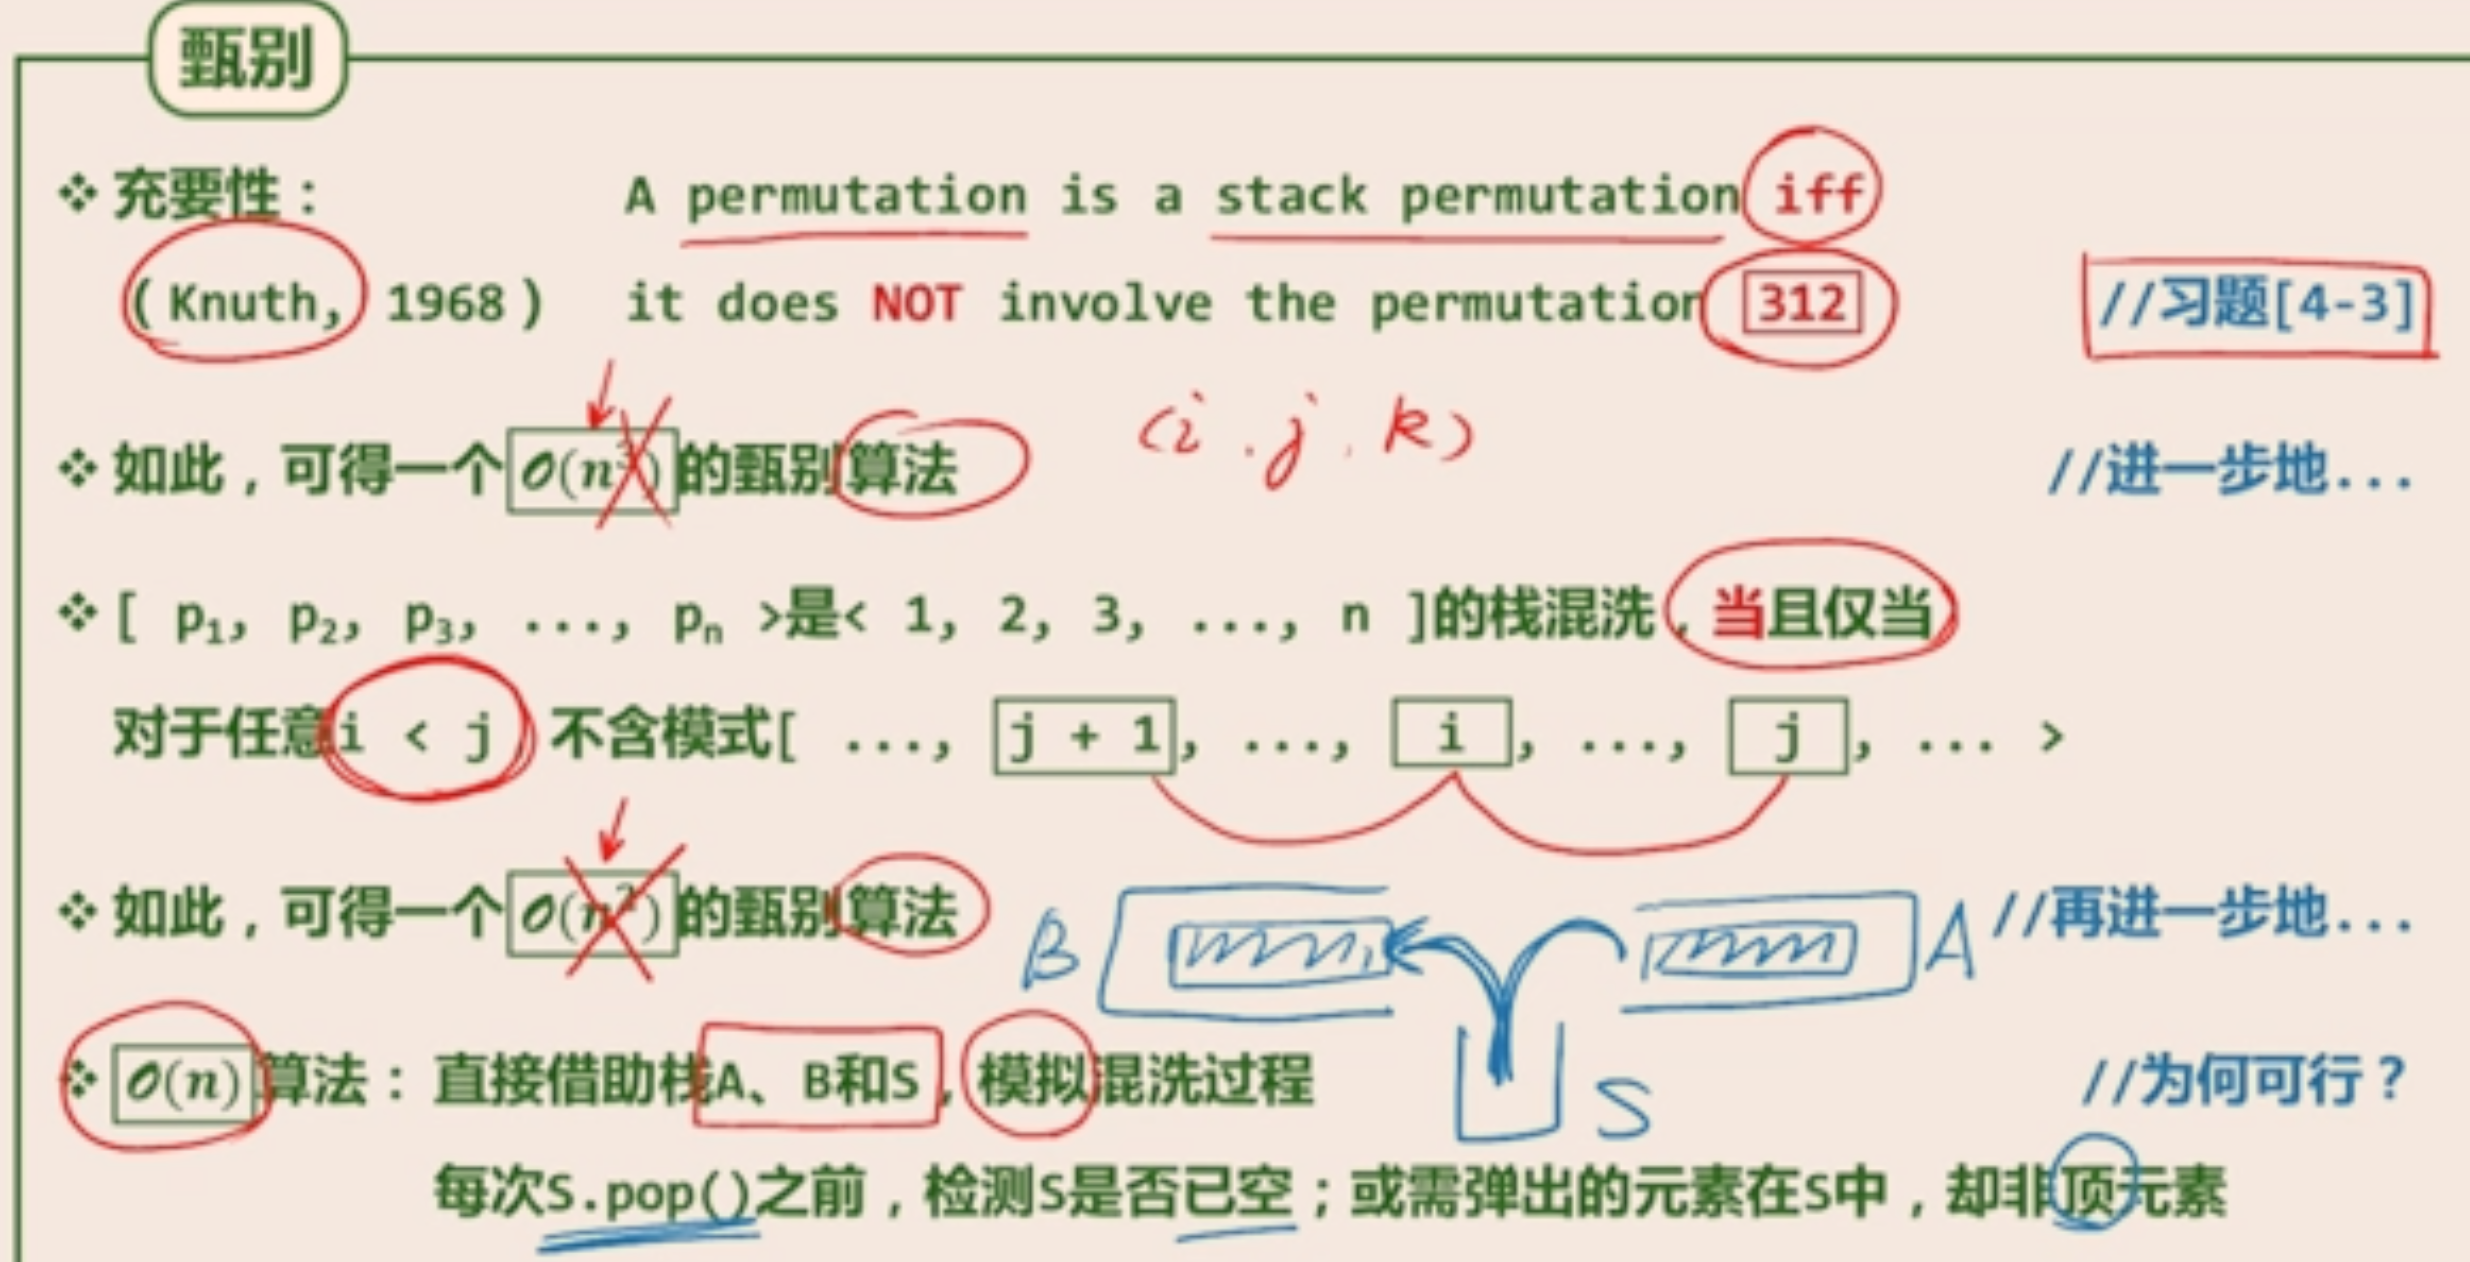 甄别
❖ 充要性： A permutation is a stack permutation iff
(Knuth, 1968) it does NOT involve the permutation 312 //习题[4-3]
(i.j.k)
❖ 如此，可得一个 O(n³) 的甄别算法 //进一步地...
❖ [ p₁, p₂, p₃, ..., pₙ >是< 1, 2, 3, ..., n ]的栈混洗，当且仅当
对于任意i < j 不含模式[ ..., j + 1, ..., i, ..., j, ... >
❖ 如此，可得一个 O(n²) 的甄别算法 //再进一步地...
B A
❖ O(n) 算法：直接借助栈A、B和S，模拟混洗过程 //为何可行？
S
每次S.pop()之前，检测S是否已空；或需弹出的元素在S中，却非顶元素